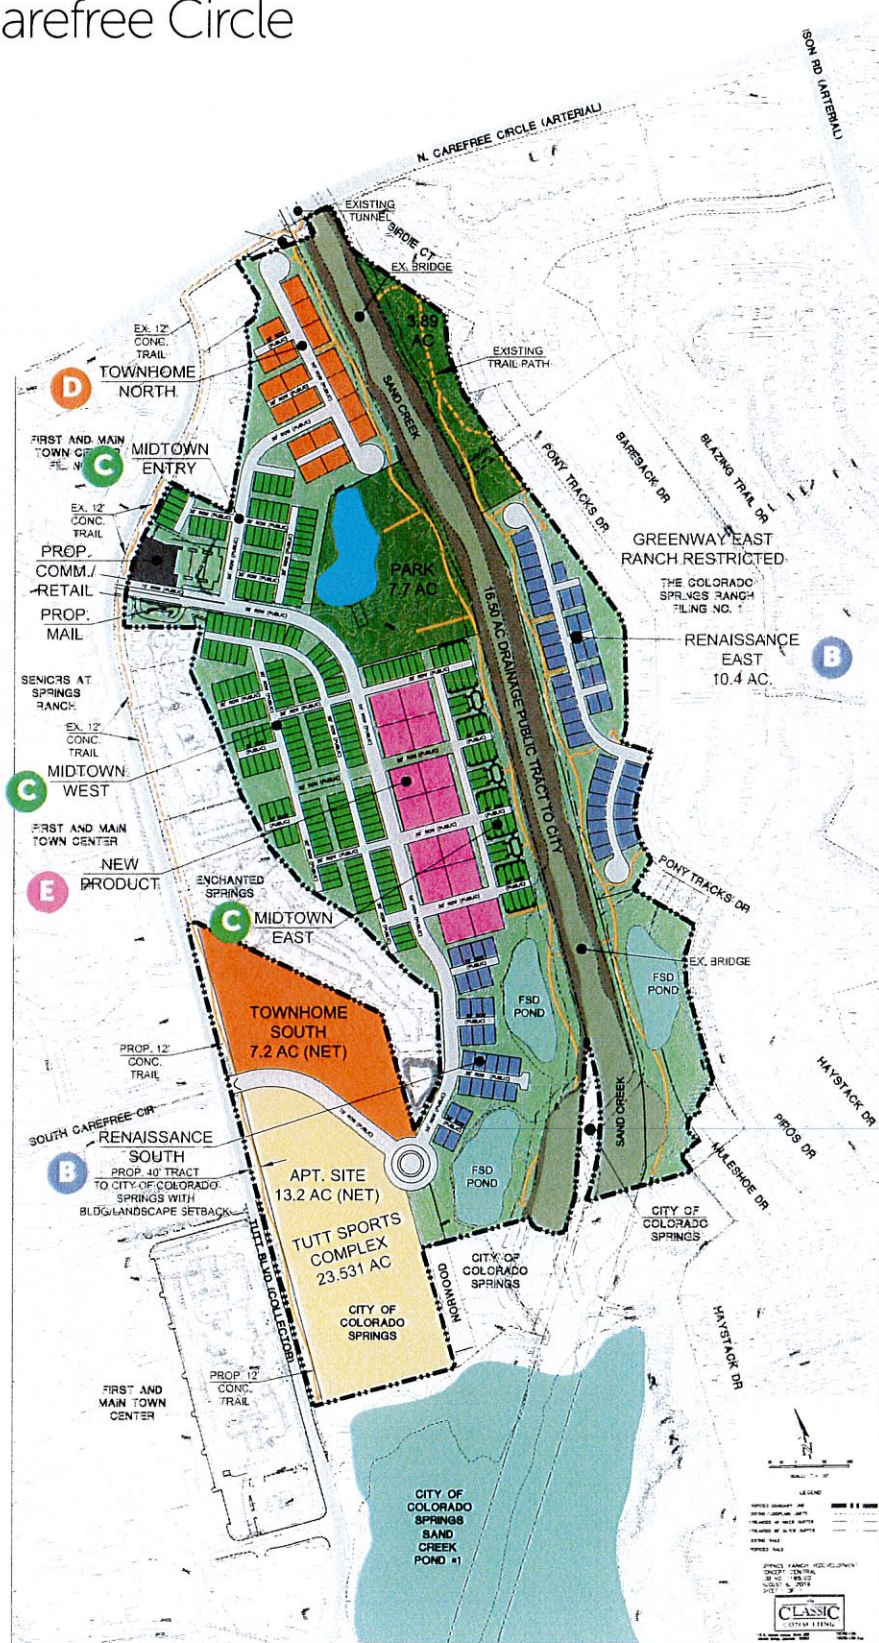 arefree Circle
SON RD (ARTERIAL)
N. CAREFREE CIRCLE (ARTERIAL)
EXISTING
TUNNEL
BIRDIE CT
EX. BRIDGE
3.89
AC
EX. 12'
CONC.
TRAIL
EXISTING
TRAIL PATH
D
TOWNHOME
NORTH
SAND CREEK
FIRST AND MAIN
TOWN
C
MIDTOWN
ENTRY
PONY TRACKS DR
BAREBACK DR
BLAZING TRAIL DR
EX. 12'
CONC.
TRAIL
GREENWAY EAST
RANCH RESTRICTED
THE COLORADO
SPRINGS RANCH
FILING NO. 1
PROP.
COMM./
RETAIL
PROP.
MAIL
PARK
7.7 AC
16.50 AC DRAINAGE PUBLIC TRACT TO CITY
RENAISSANCE
EAST
10.4 AC.
B
SENIORS AT
SPRINGS
RANCH
EX. 12'
CONC.
TRAIL
C
MIDTOWN
WEST
FIRST AND MAIN
TOWN CENTER
E
NEW
PRODUCT
ENCHANTED
SPRINGS
C
MIDTOWN
EAST
PONY TRACKS DR
EX. BRIDGE
FSD
POND
FSD
POND
TOWNHOME
SOUTH
7.2 AC (NET)
PROP. 12'
CONC.
TRAIL
SOUTH CAREFREE CIR
RENAISSANCE
SOUTH
B
PROP. 40' TRACT
TO CITY OF COLORADO
SPRINGS WITH
BLDG/LANDSCAPE SETBACK
SAND CREEK
HAYSTACK DR
PIROS DR
MULESHOE DR
APT. SITE
13.2 AC (NET)
FSD
POND
TUTT SPORTS
COMPLEX
23.531 AC
CITY OF
COLORADO
SPRINGS
CITY OF
COLORADO
SPRINGS
CITY OF
COLORADO
SPRINGS
NORWOOD
TUTT BLVD (COLLECTOR)
HAYSTACK DR
PROP. 12'
CONC.
TRAIL
FIRST AND
MAIN TOWN
CENTER
CITY OF
COLORADO
SPRINGS
SAND
CREEK
POND #1
LEGEND
CLASSIC
CONSULTING